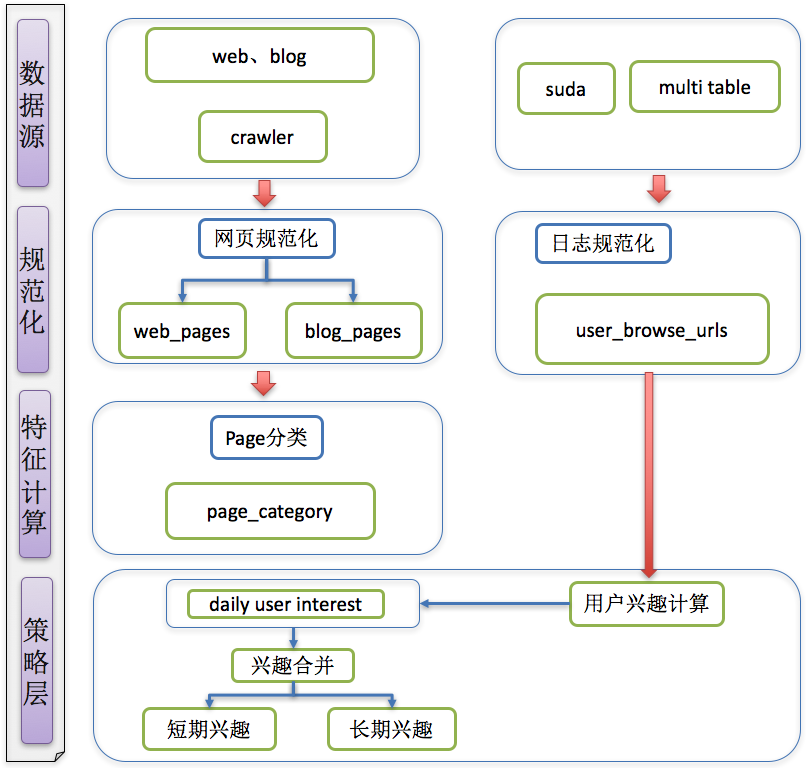 数据源
web、blog
crawler
suda
multi table
规范化
网页规范化
web_pages
blog_pages
日志规范化
user_browse_urls
特征计算
Page分类
page_category
策略层
daily user interest
用户兴趣计算
兴趣合并
短期兴趣
长期兴趣